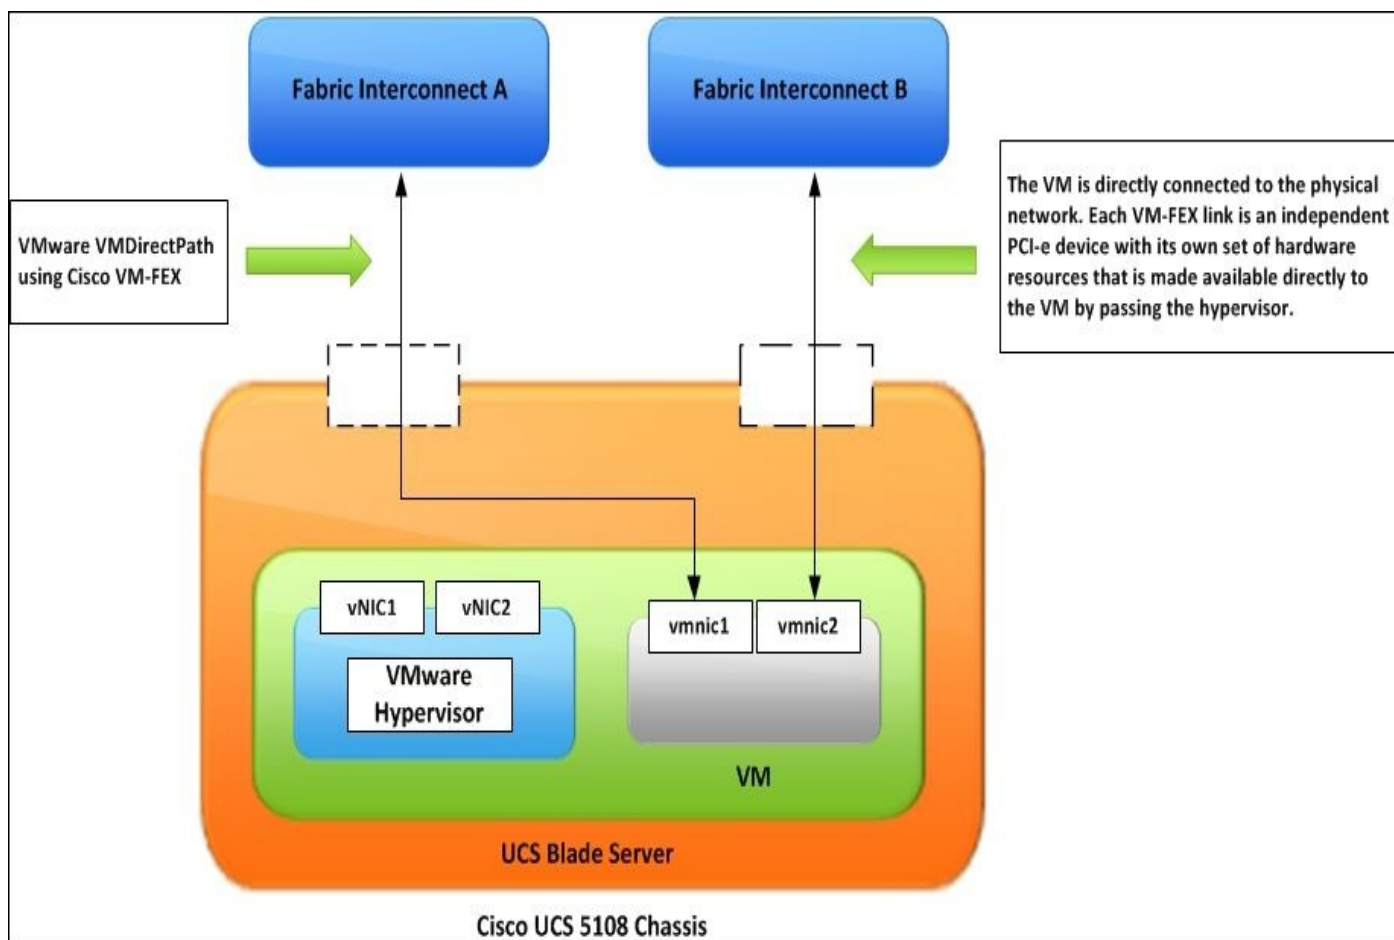 Fabric Interconnect A
Fabric Interconnect B
VMware VMDirectPath
using Cisco VM-FEX
The VM is directly connected to the physical
network. Each VM-FEX link is an independent
PCI-e device with its own set of hardware
resources that is made available directly to
the VM by passing the hypervisor.
vNIC1
vNIC2
vmnic1
vmnic2
VMware
Hypervisor
VM
UCS Blade Server
Cisco UCS 5108 Chassis